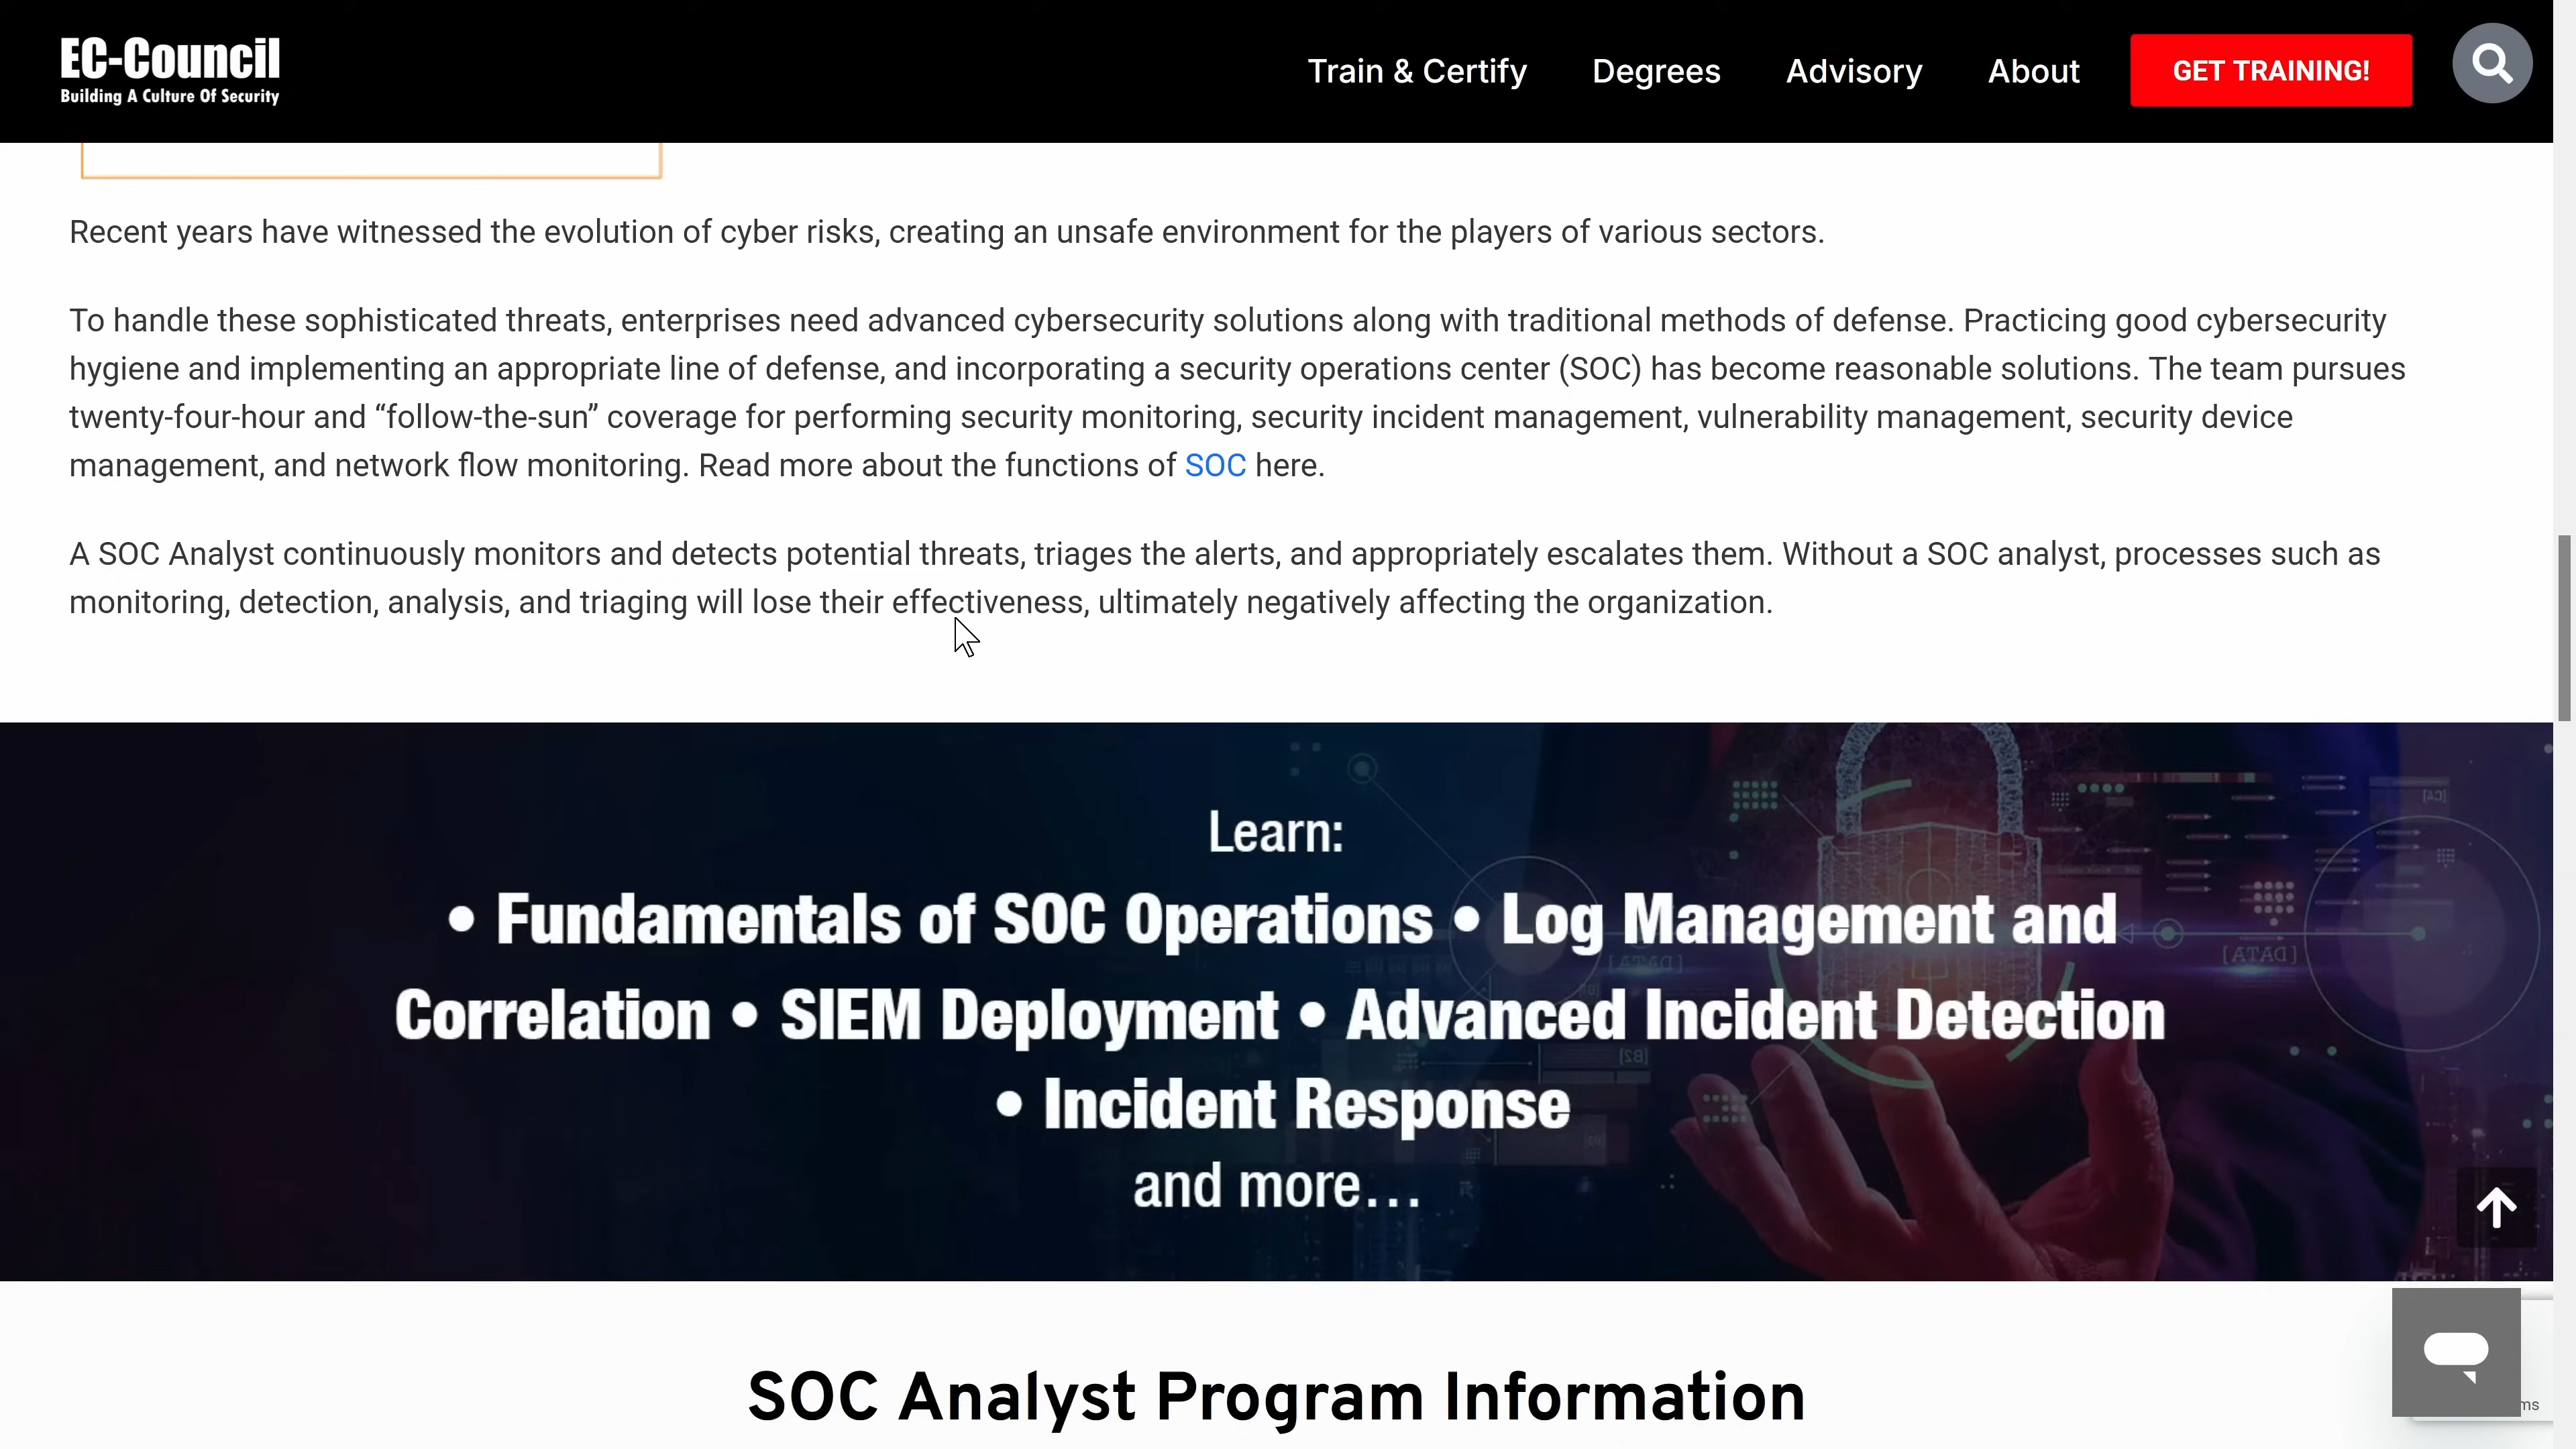 EC-Council
Building A Culture Of Security
Train & Certify
Degrees
Advisory
About
GET TRAINING!
Recent years have witnessed the evolution of cyber risks, creating an unsafe environment for the players of various sectors.
To handle these sophisticated threats, enterprises need advanced cybersecurity solutions along with traditional methods of defense. Practicing good cybersecurity
hygiene and implementing an appropriate line of defense, and incorporating a security operations center (SOC) has become reasonable solutions. The team pursues
twenty-four-hour and “follow-the-sun” coverage for performing security monitoring, security incident management, vulnerability management, security device
management, and network flow monitoring. Read more about the functions of SOC here.
A SOC Analyst continuously monitors and detects potential threats, triages the alerts, and appropriately escalates them. Without a SOC analyst, processes such as
monitoring, detection, analysis, and triaging will lose their effectiveness, ultimately negatively affecting the organization.
Learn:
• Fundamentals of SOC Operations • Log Management and
Correlation • SIEM Deployment • Advanced Incident Detection
• Incident Response
and more…
[DATA]
[DATA]
SOC Analyst Program Information